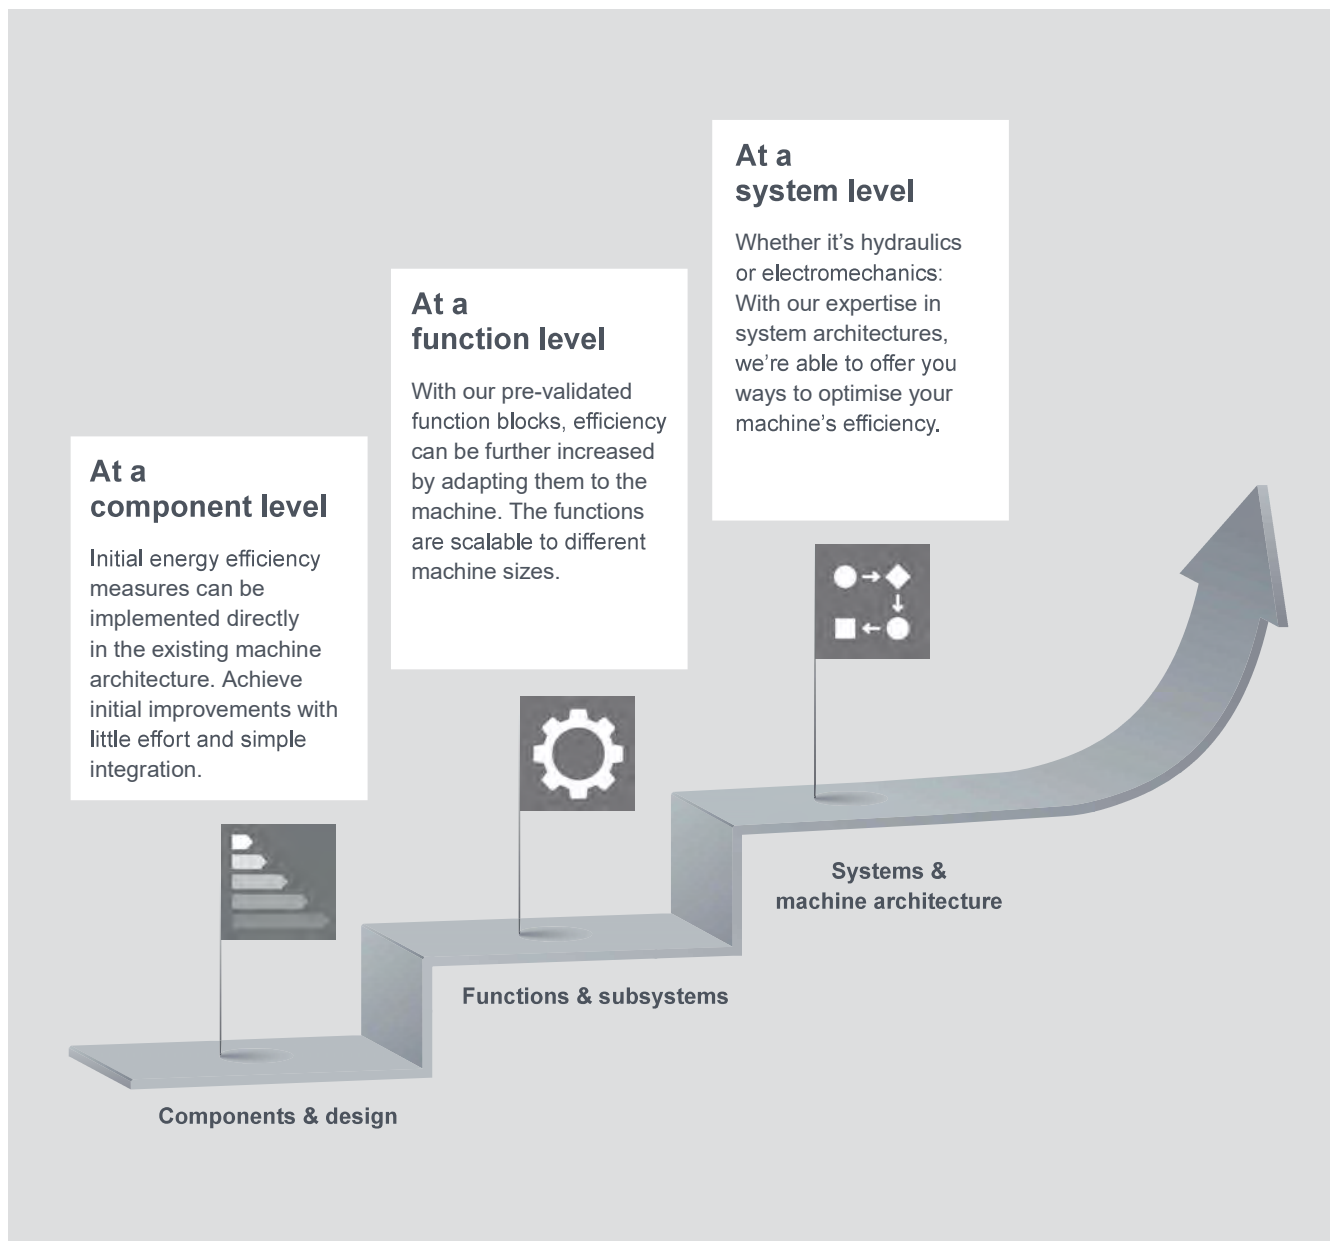 At a
component level
Initial energy efficiency
measures can be
implemented directly
in the existing machine
architecture. Achieve
initial improvements with
little effort and simple
integration.
Components & design
At a
function level
With our pre-validated
function blocks, efficiency
can be further increased
by adapting them to the
machine. The functions
are scalable to different
machine sizes.
Functions & subsystems
At a
system level
Whether it’s hydraulics
or electromechanics:
With our expertise in
system architectures,
we’re able to offer you
ways to optimise your
machine’s efficiency.
Systems &
machine architecture